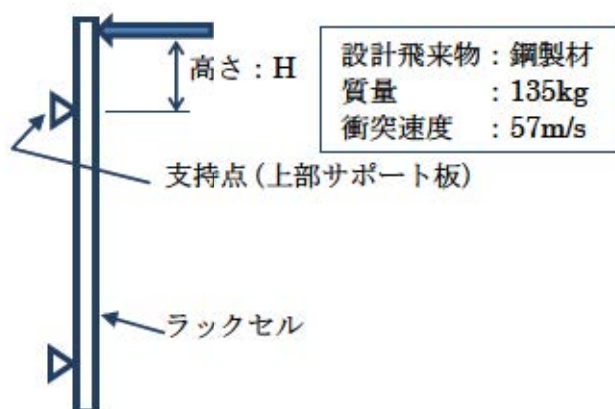 高さ：H
設計飛来物：鋼製材
質量　　　：135kg
衝突速度　：57m/s
支持点(上部サポート板)
ラックセル